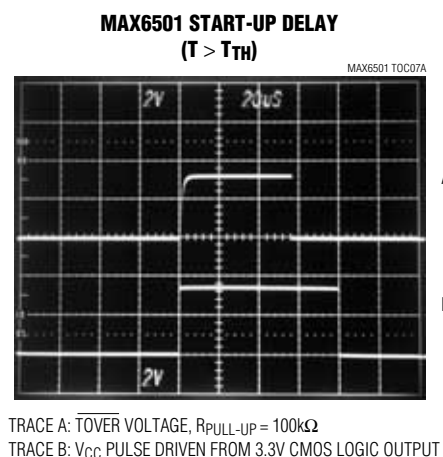 MAX6501 START-UP DELAY
(T > TTH)
MAX6501 TOC07A
2V 20uS
A
B
2V
TRACE A: TOVER VOLTAGE, RPULL-UP = 100kΩ
TRACE B: VCC PULSE DRIVEN FROM 3.3V CMOS LOGIC OUTPUT